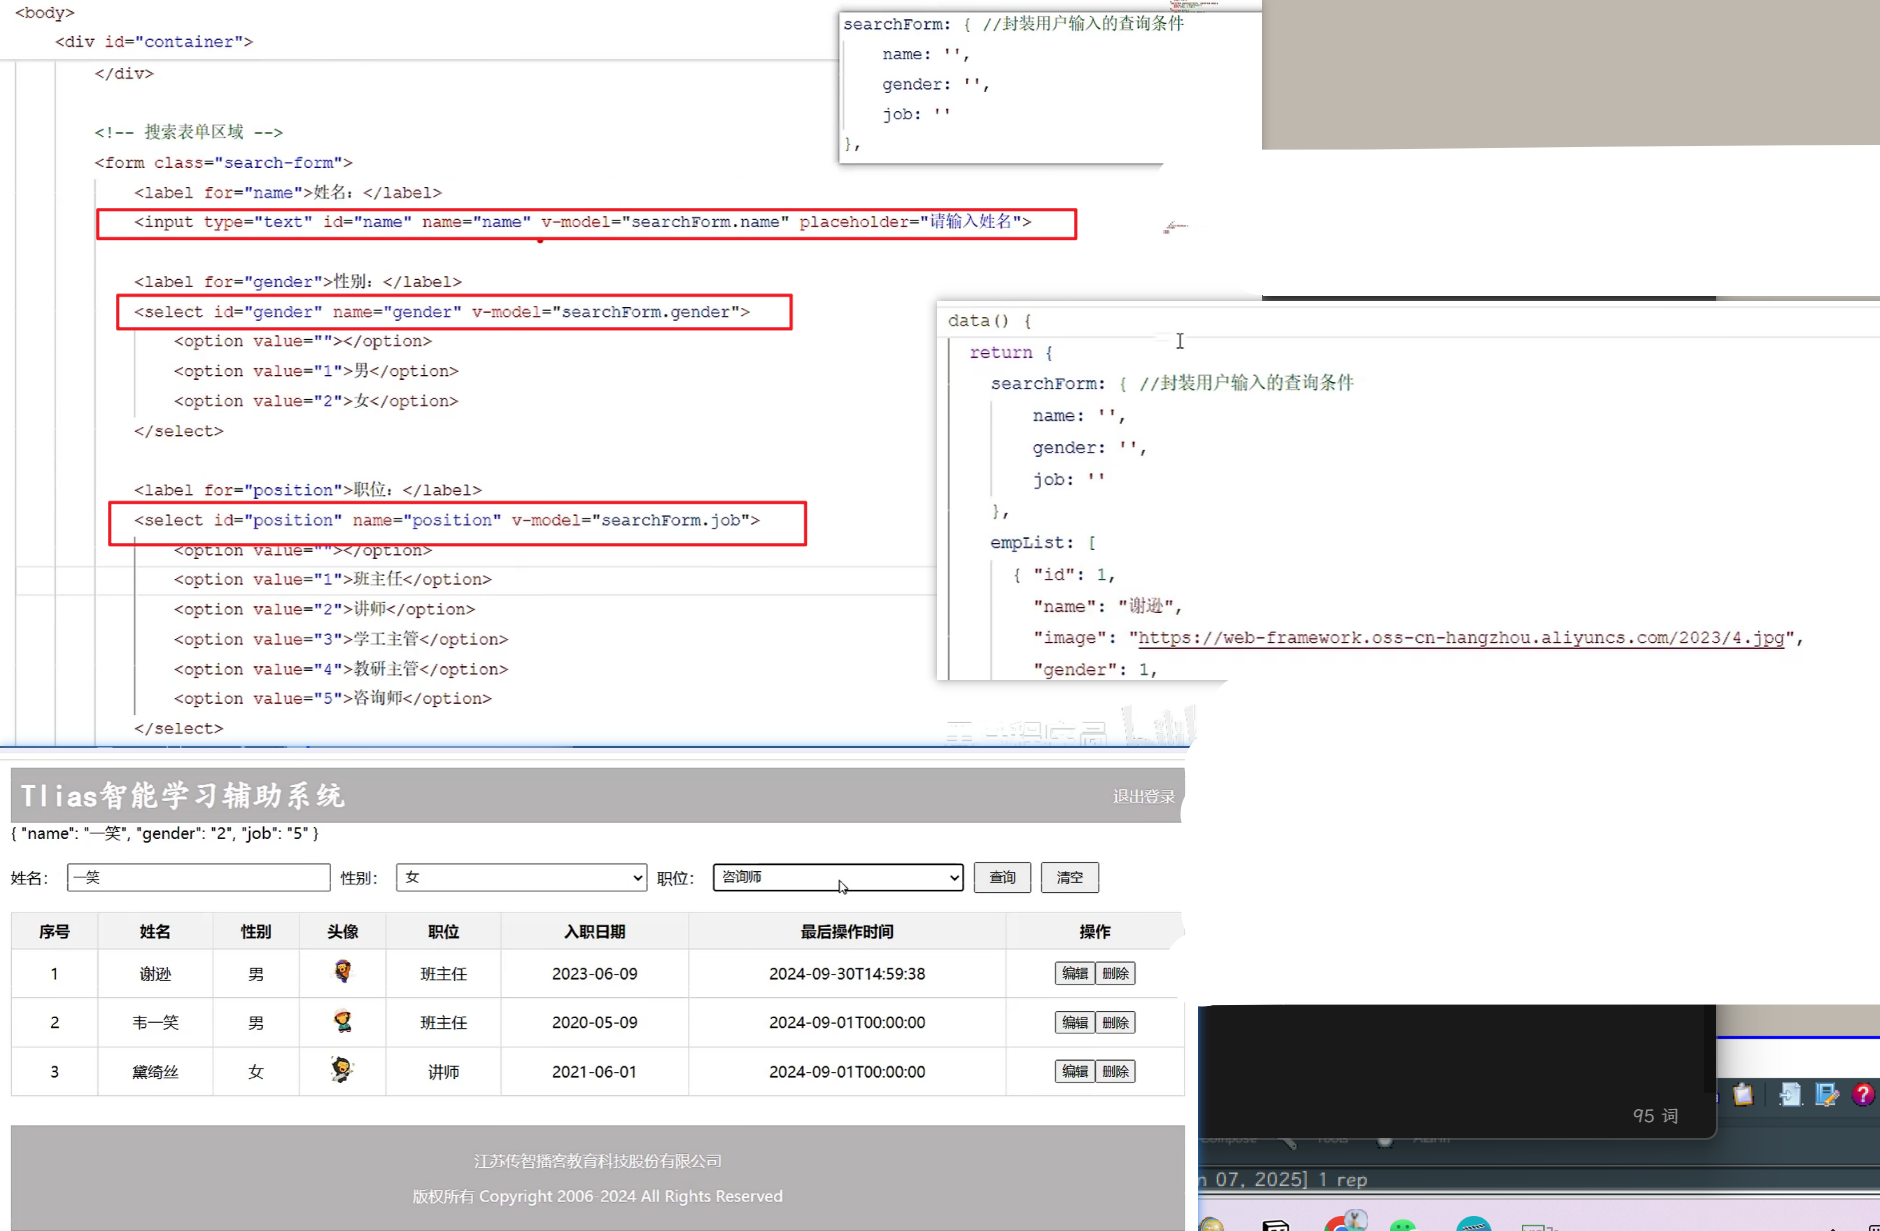 <body>
<div id="container">
</div>
<!-- 搜索表单区域 -->
<form class="search-form">
<label for="name">姓名：</label>
<input type="text" id="name" name="name" v-model="searchForm.name" placeholder="请输入姓名">
<label for="gender">性别：</label>
<select id="gender" name="gender" v-model="searchForm.gender">
<option value=""></option>
<option value="1">男</option>
<option value="2">女</option>
</select>
<label for="position">职位：</label>
<select id="position" name="position" v-model="searchForm.job">
<option value=""></option>
<option value="1">班主任</option>
<option value="2">讲师</option>
<option value="3">学工主管</option>
<option value="4">教研主管</option>
<option value="5">咨询师</option>
</select>
searchForm: { //封装用户输入的查询条件
name: '',
gender: '',
job: ''
},
data() {
return {
searchForm: { //封装用户输入的查询条件
name: '',
gender: '',
job: ''
},
empList: [
{ "id": 1,
"name": "谢逊",
"image": "https://web-framework.oss-cn-hangzhou.aliyuncs.com/2023/4.jpg",
"gender": 1,
Tlias智能学习辅助系统 退出登录
{ "name": "一笑", "gender": "2", "job": "5" }
姓名： 一笑 性别： 女 职位： 咨询师 查询 清空
序号 姓名 性别 头像 职位 入职日期 最后操作时间 操作
1 谢逊 男 班主任 2023-06-09 2024-09-30T14:59:38 编辑 删除
2 韦一笑 男 班主任 2020-05-09 2024-09-01T00:00:00 编辑 删除
3 黛绮丝 女 讲师 2021-06-01 2024-09-01T00:00:00 编辑 删除
江苏传智播客教育科技股份有限公司
版权所有 Copyright 2006-2024 All Rights Reserved
95 词
07, 2025] 1 rep